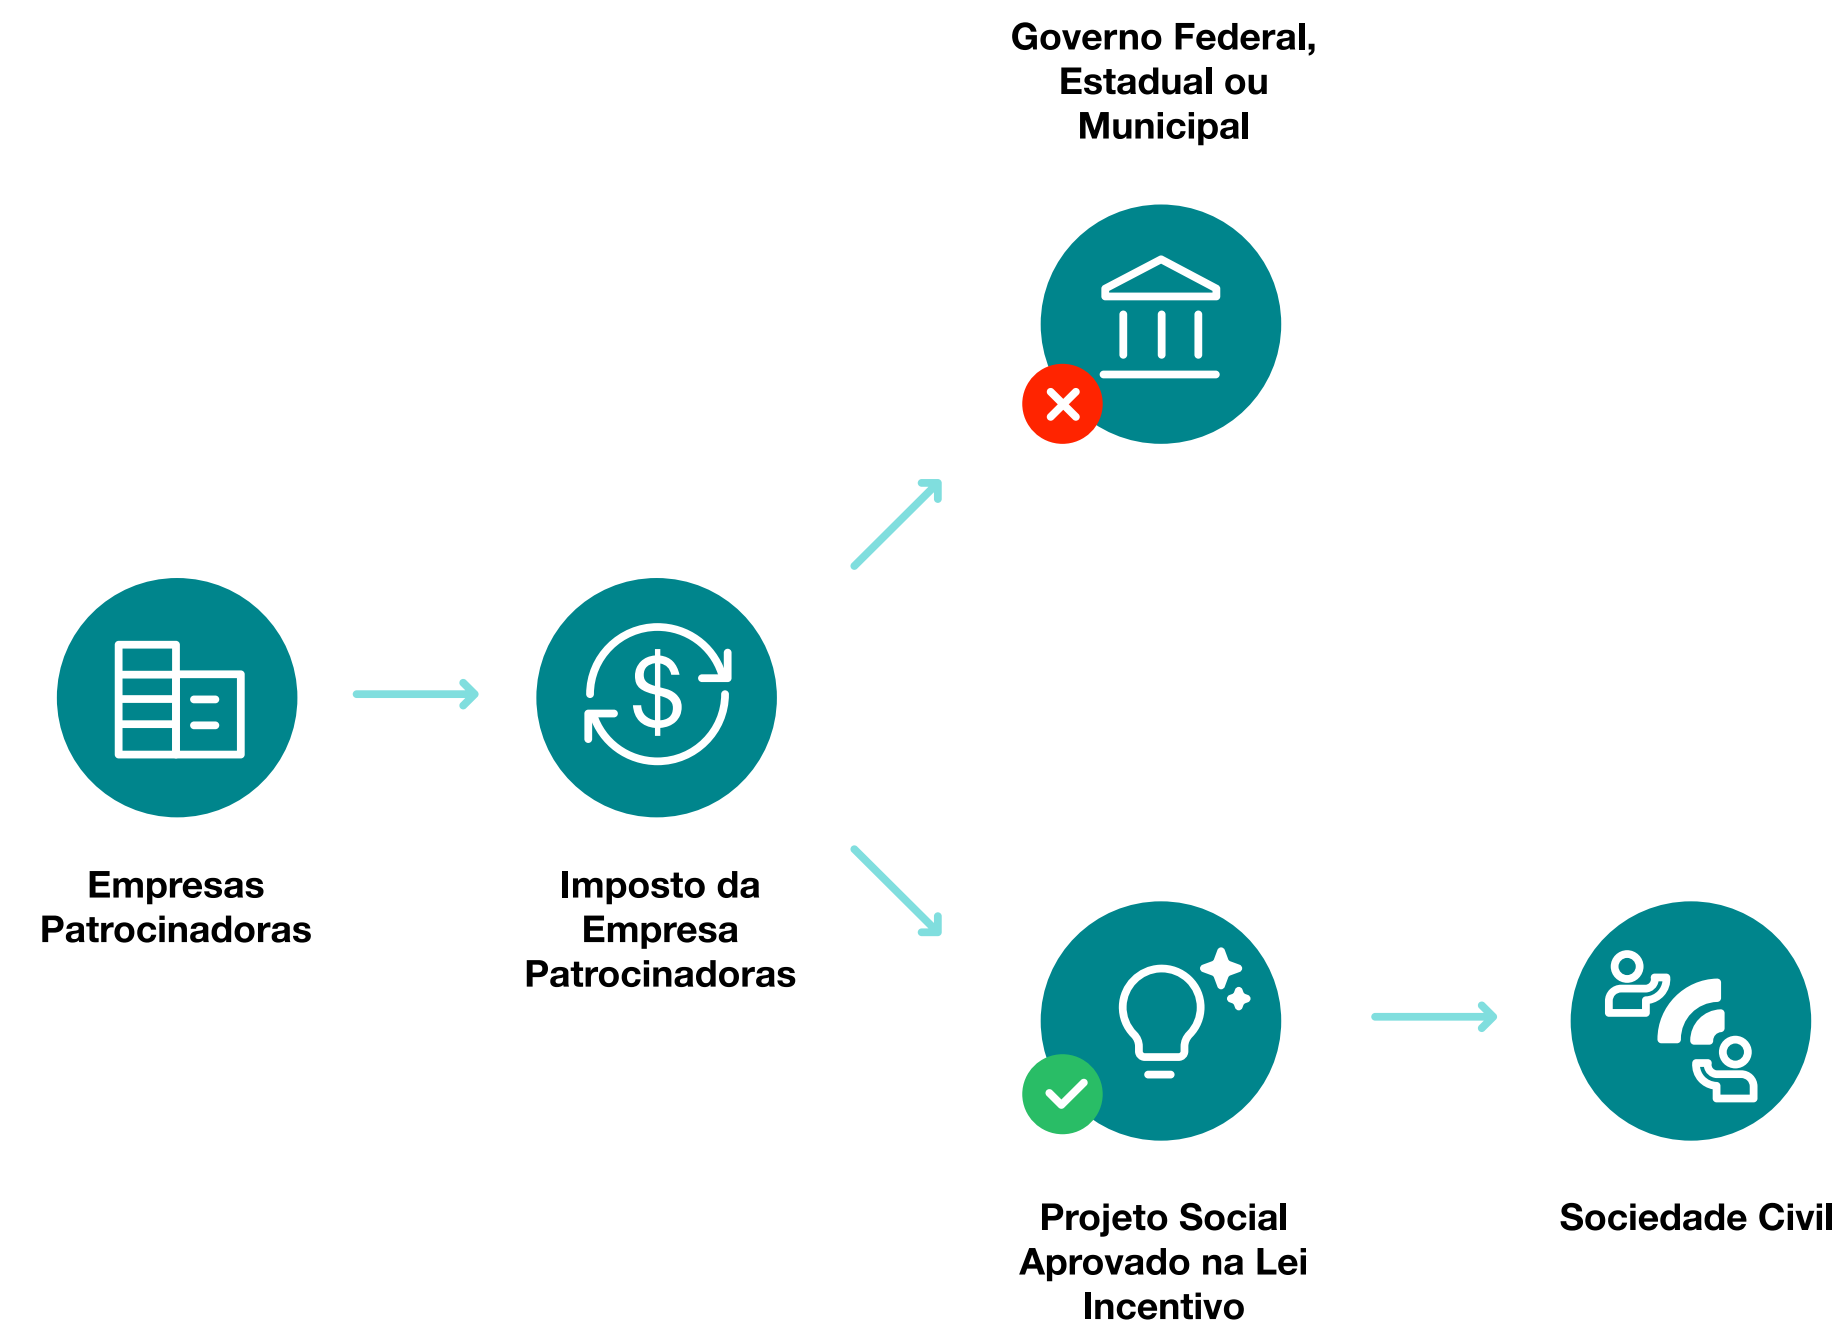 Governo Federal,
Estadual ou
Municipal
$
Empresas
Patrocinadoras
Imposto da
Empresa
Patrocinadoras
Projeto Social
Aprovado na Lei
Incentivo
Sociedade Civil